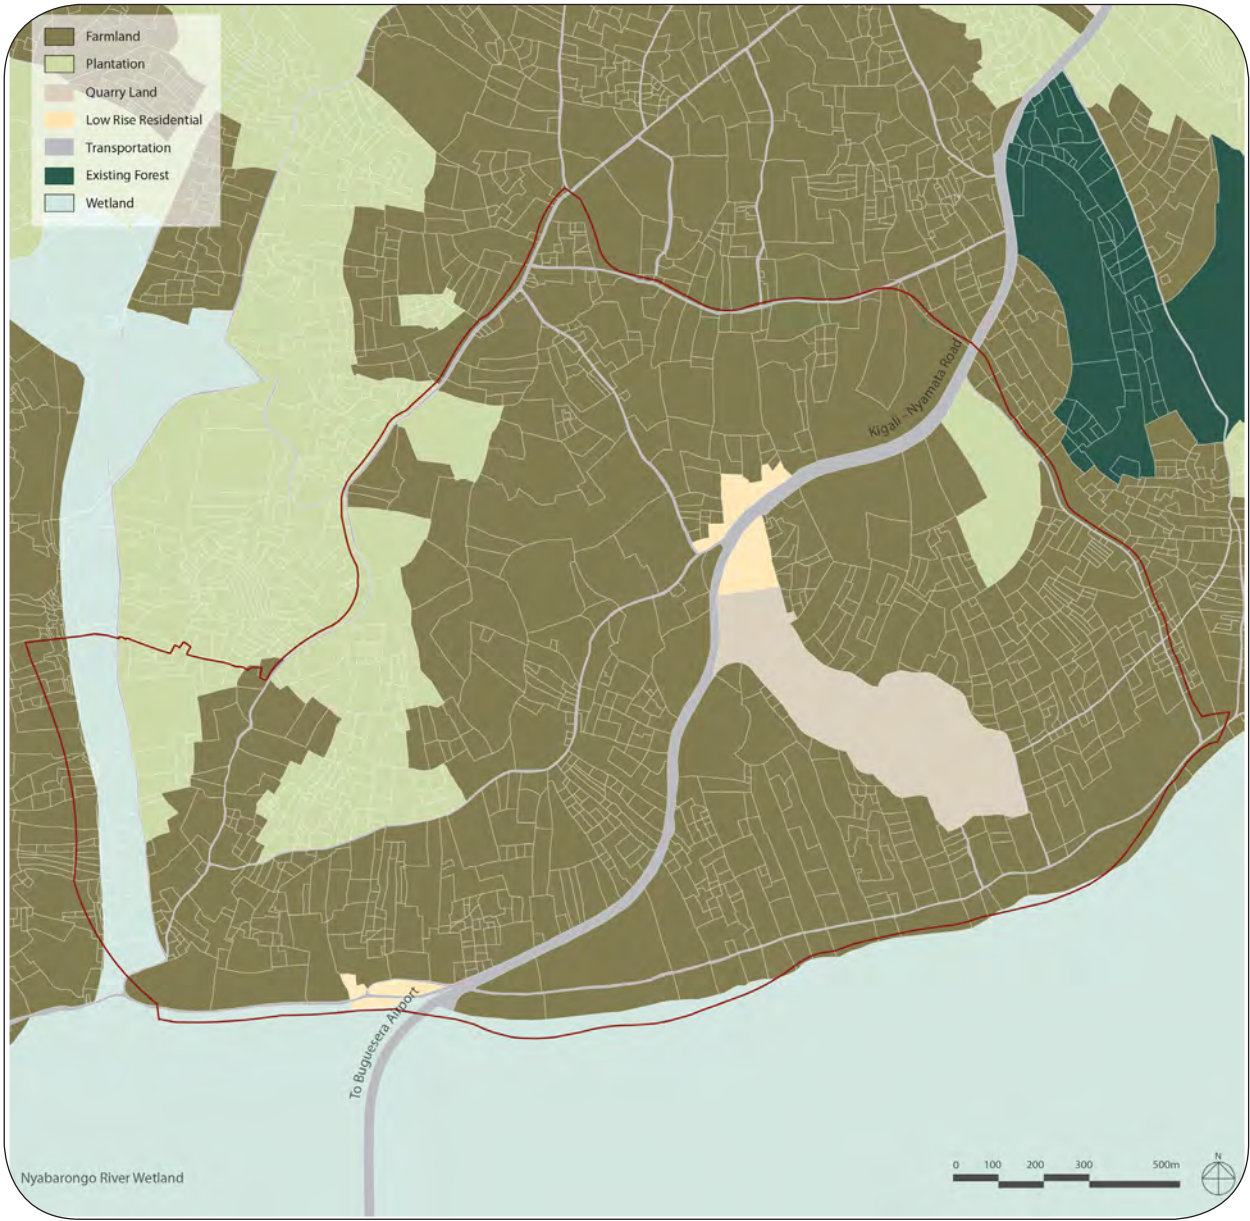 Farmland
Plantation
Quarry Land
Low Rise Residential
Transportation
Existing Forest
Wetland
Kigali - Nyamata Road
To Buguesera Airport
Nyabarongo River Wetland
0 100 200 300 500m
N